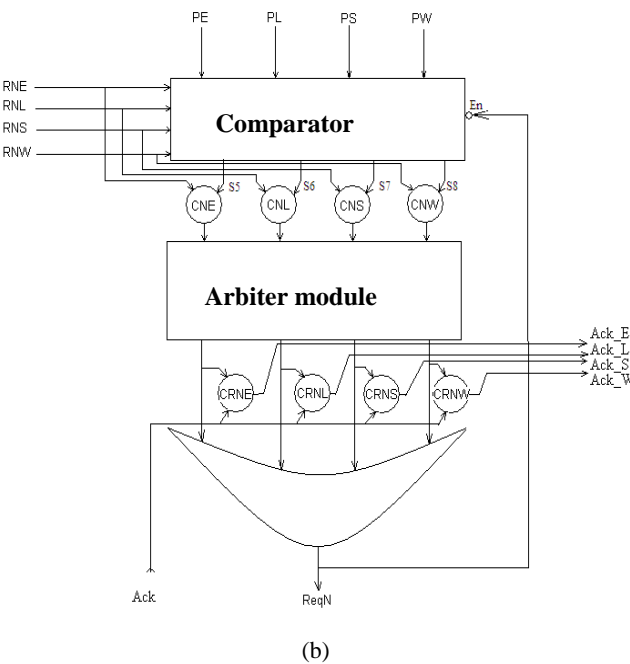 PE PL PS PW
RNE
RNL
RNS
RNW
En
Comparator
S5 S6 S7 S8
CNE CNL CNS CNW
Arbiter module
Ack_E
Ack_L
Ack_S
Ack_W
CRNE CRNL CRNS CRNW
Ack
ReqN
(b)